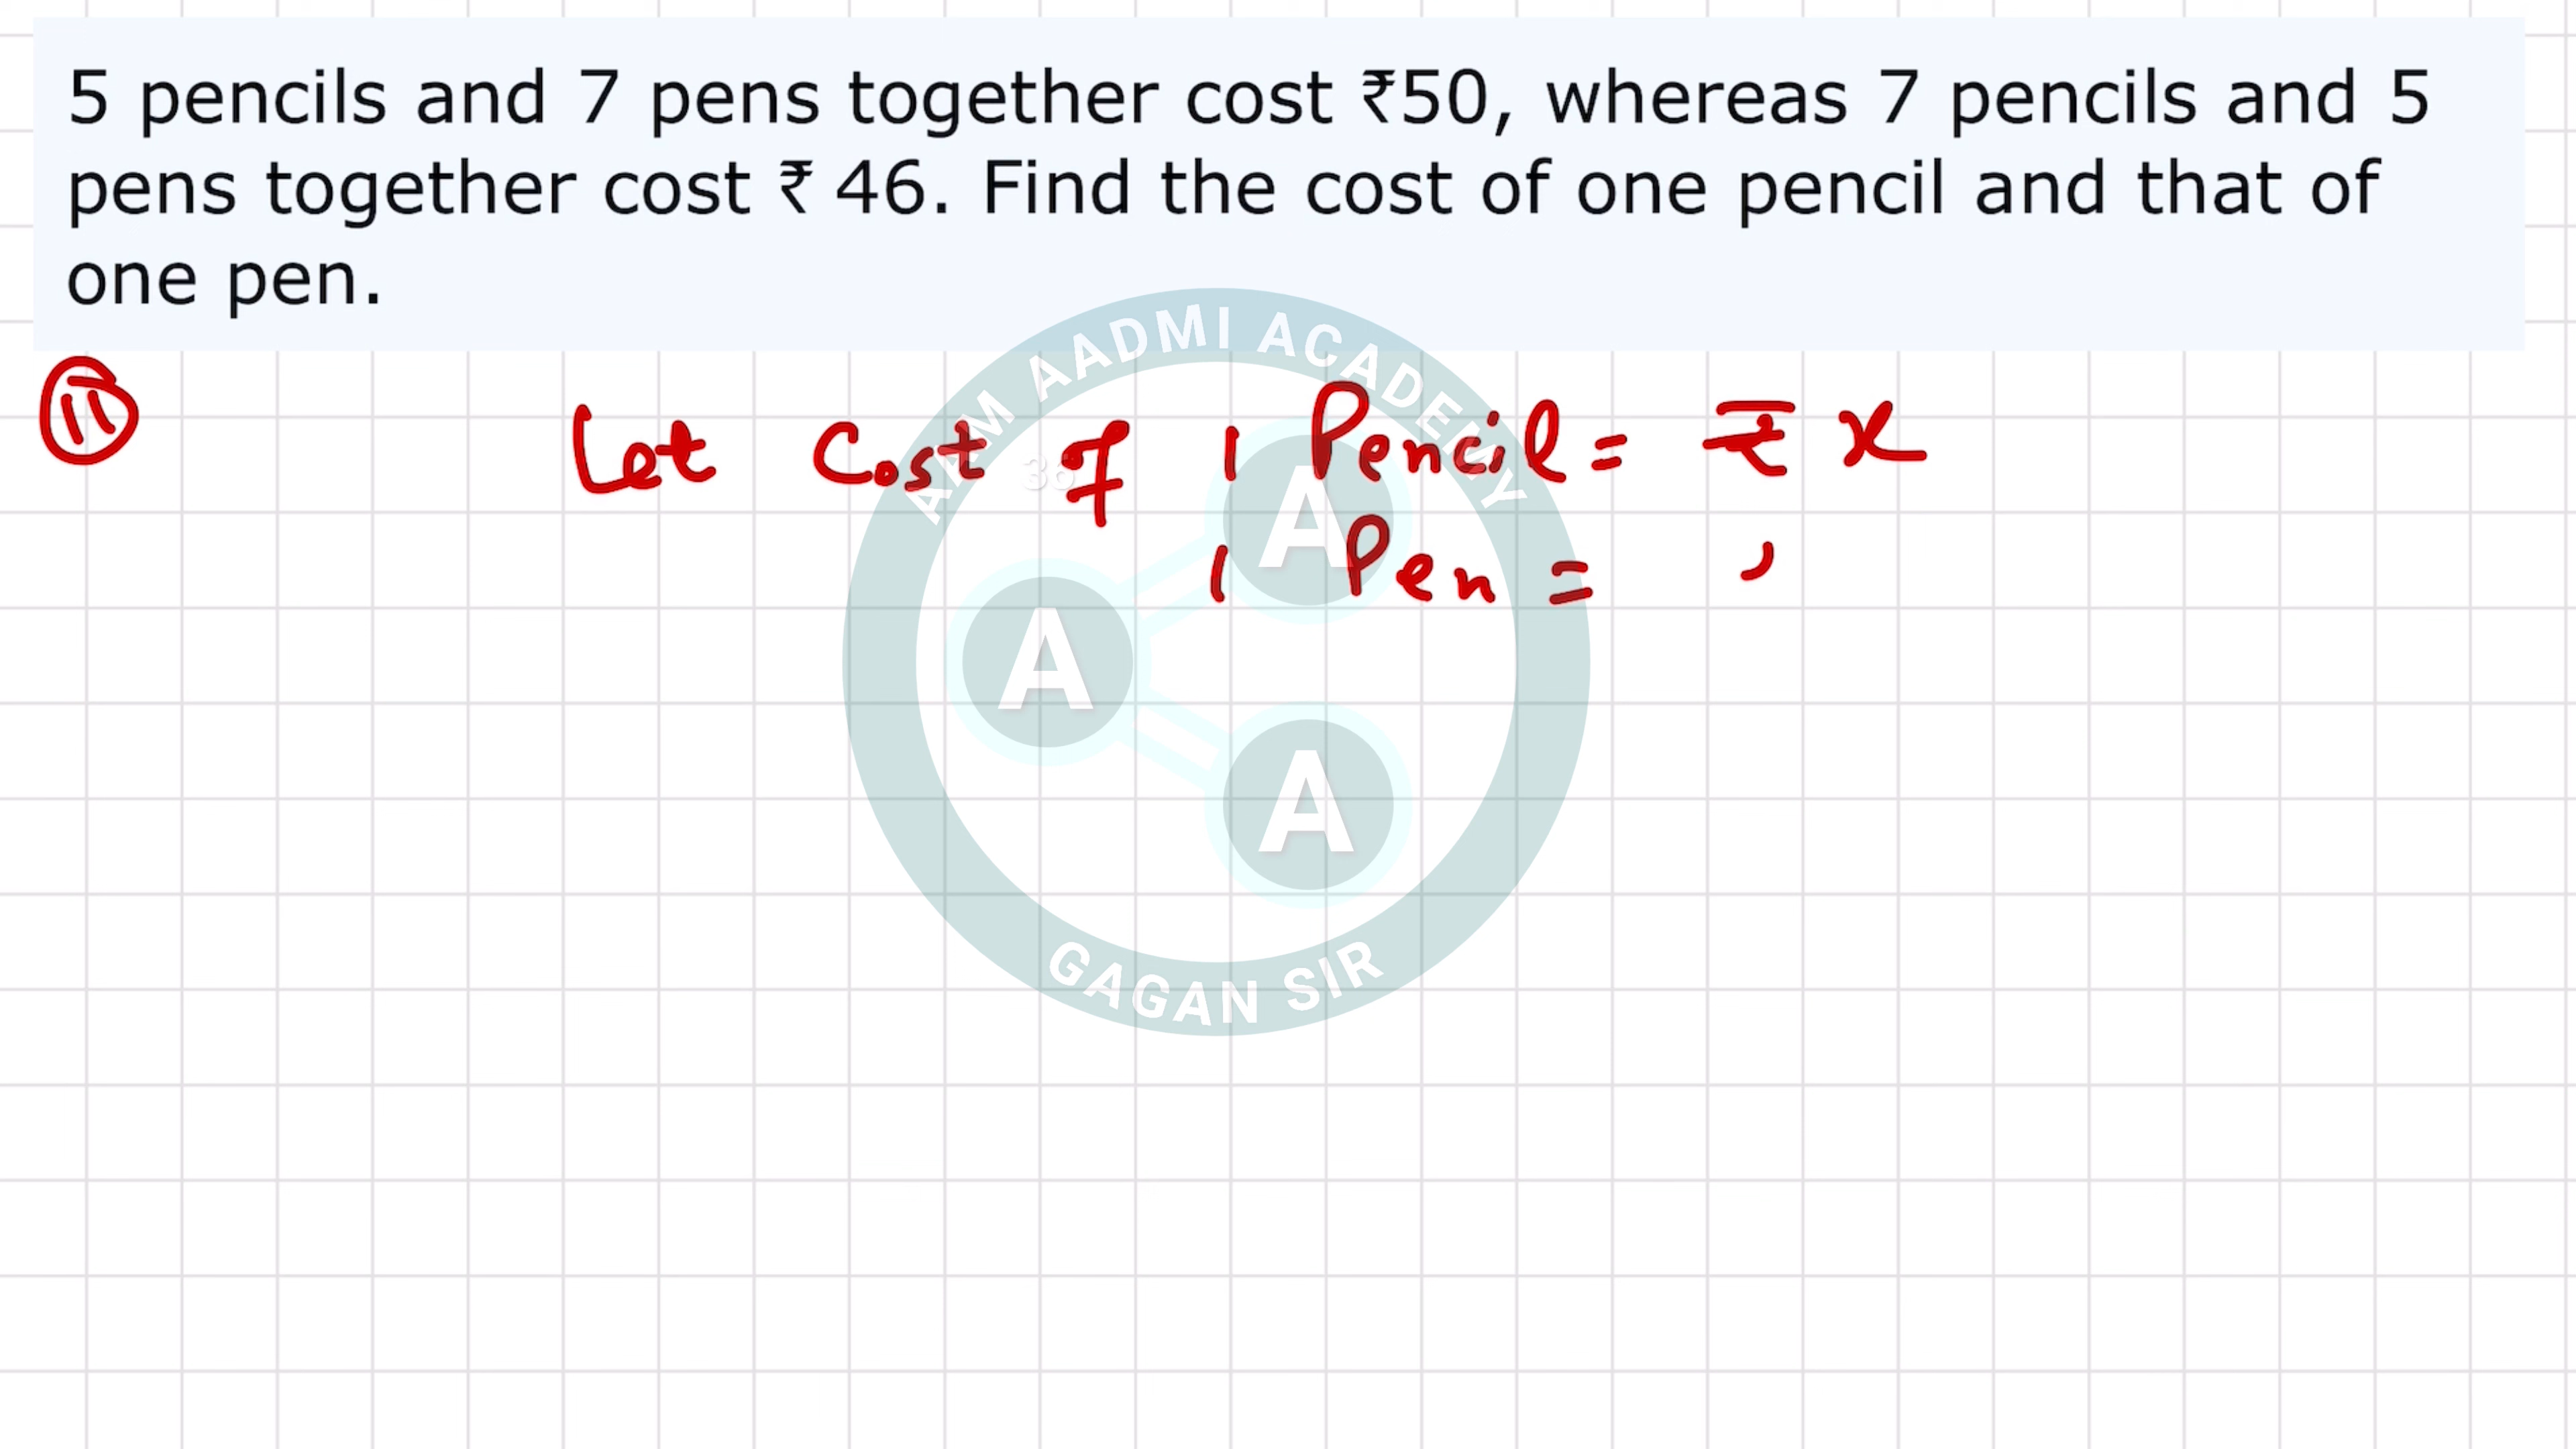 5 pencils and 7 pens together cost ₹50, whereas 7 pencils and 5
pens together cost ₹ 46. Find the cost of one pencil and that of
one pen.
AAM AADMI ACADEMY
(ii)
Let Cost of 1 Pencil = ₹ x
36
1 Pen = ,
A
A
A
GAGAN SIR